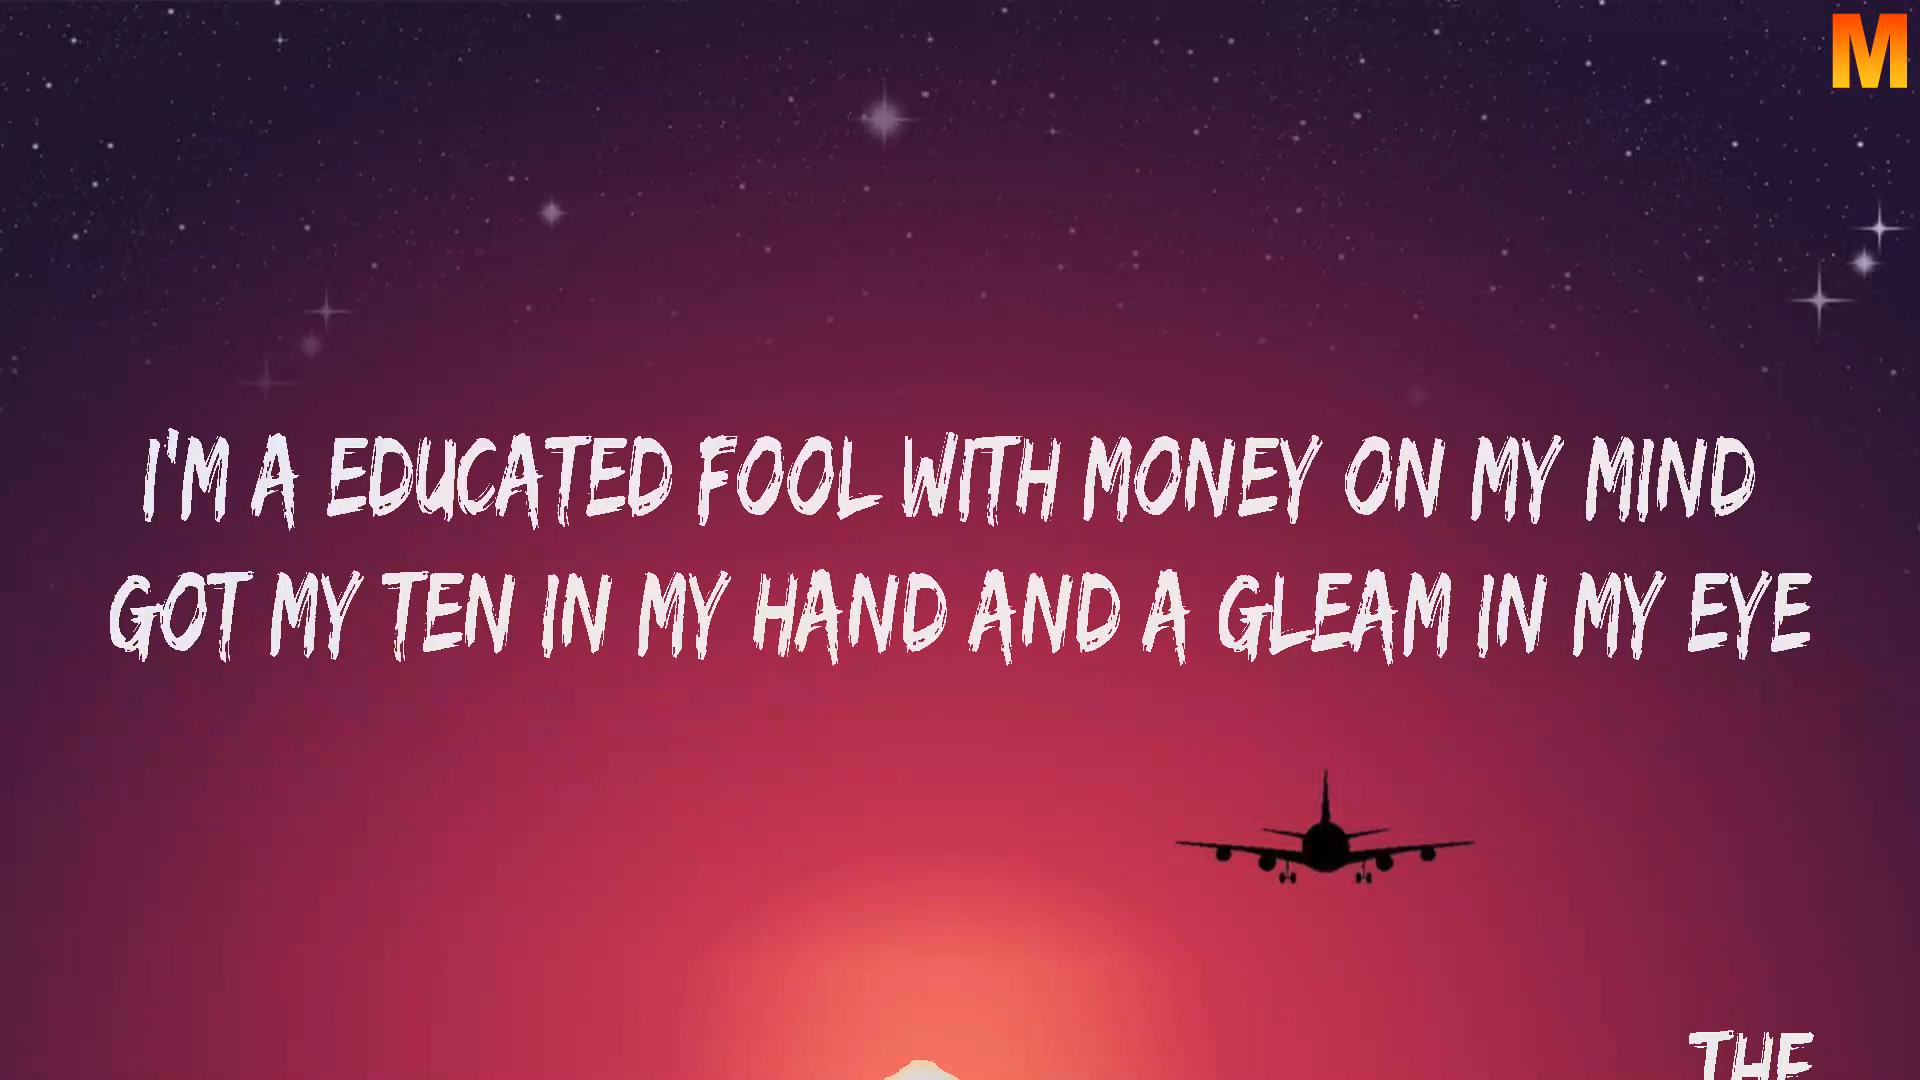 M
I'M A EDUCATED FOOL WITH MONEY ON MY MIND
GOT MY TEN IN MY HAND AND A GLEAM IN MY EYE
THE